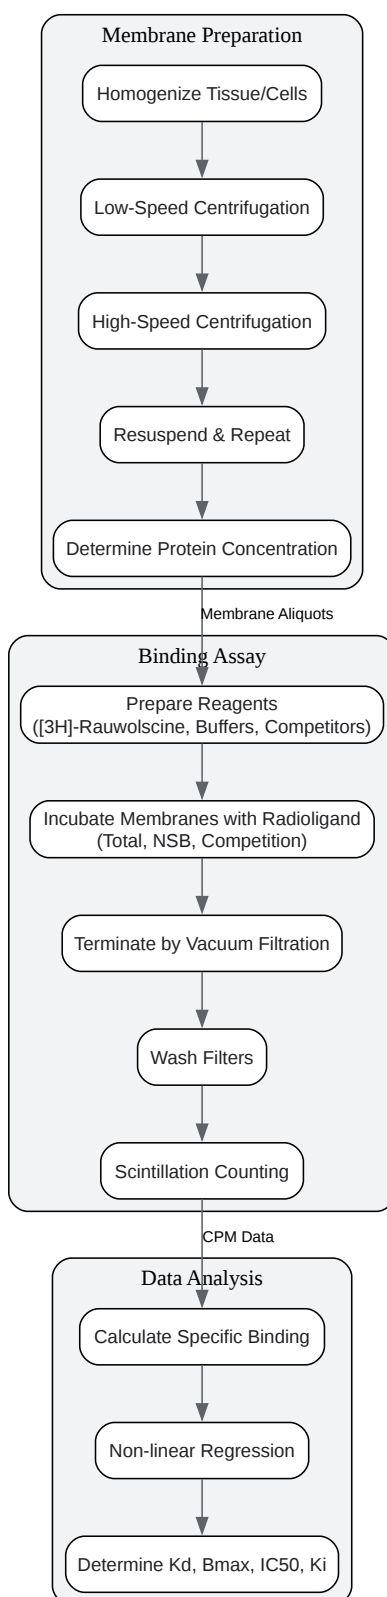 Membrane Preparation
Homogenize Tissue/Cells
Low-Speed Centrifugation
High-Speed Centrifugation
Resuspend & Repeat
Determine Protein Concentration
Membrane Aliquots
Binding Assay
Prepare Reagents
([3H]-Rauwolscine, Buffers, Competitors)
Incubate Membranes with Radioligand
(Total, NSB, Competition)
Terminate by Vacuum Filtration
Wash Filters
Scintillation Counting
CPM Data
Data Analysis
Calculate Specific Binding
Non-linear Regression
Determine Kd, Bmax, IC50, Ki